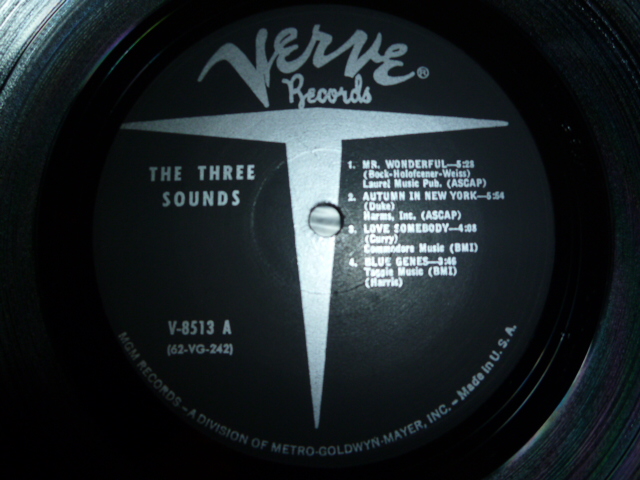 VERVE®
Records
THE THREE
SOUNDS
1. MR. WONDERFUL—5:28
(Bock-Holofcener-Weiss)
Laurel Music Pub. (ASCAP)
2. AUTUMN IN NEW YORK—5:54
(Duke)
Harms, Inc. (ASCAP)
3. LOVE SOMEBODY—4:08
(Curry)
Commodore Music (BMI)
4. BLUE GENES—3:46
Taggie Music (BMI)
(Harris)
V-8513 A
(62-VG-242)
MGM RECORDS – A DIVISION OF METRO-GOLDWYN-MAYER, INC. – Made in U.S.A.